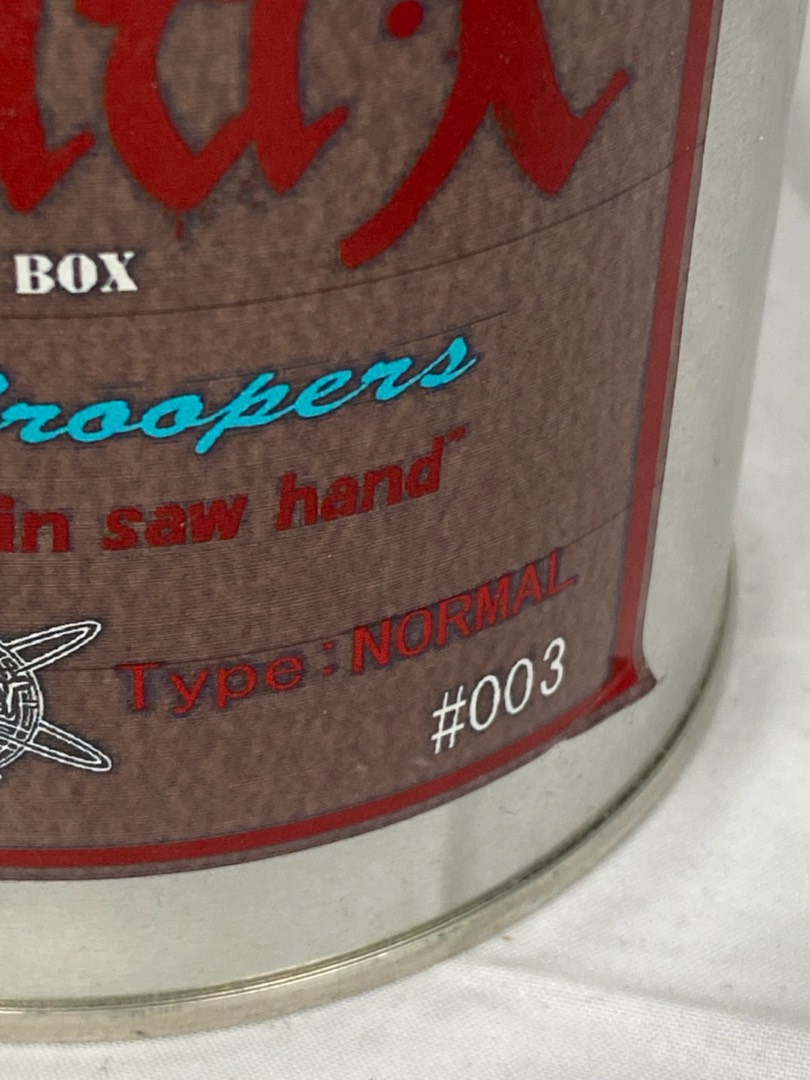 BOX
roopers
in saw hand"
Type:NORMAL
#003